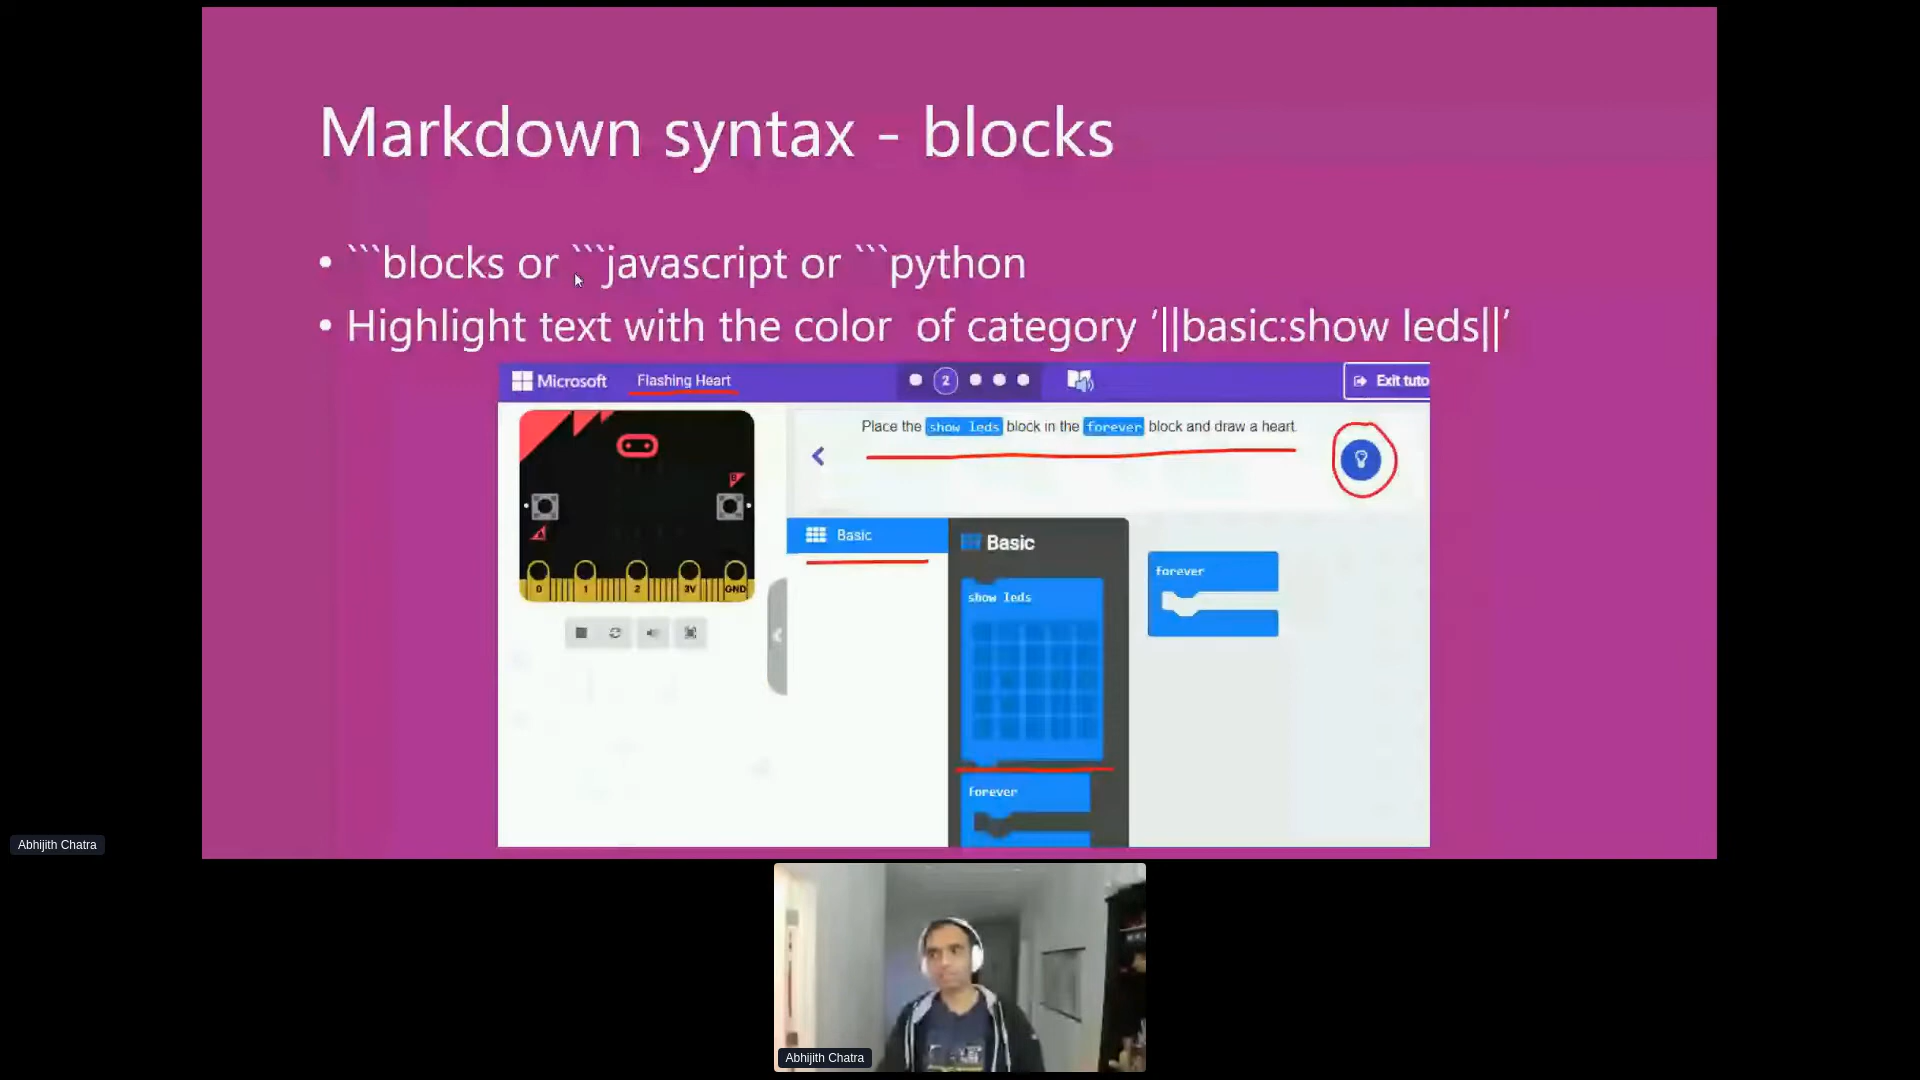 Markdown syntax - blocks
• ```blocks or ```javascript or ```python
• Highlight text with the color of category ‘||basic:show leds||’
Microsoft Flashing Heart 2 Exit tuto
Place the show leds block in the forever block and draw a heart.
B
A
0 1 2 3V GND
Basic
Basic
show leds
forever
forever
Abhijith Chatra
Abhijith Chatra